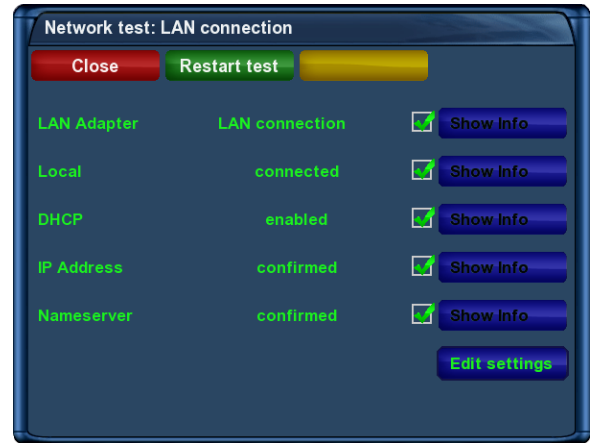 Network test: LAN connection
Close Restart test
LAN Adapter LAN connection Show Info
Local connected Show Info
DHCP enabled Show Info
IP Address confirmed Show Info
Nameserver confirmed Show Info
Edit settings